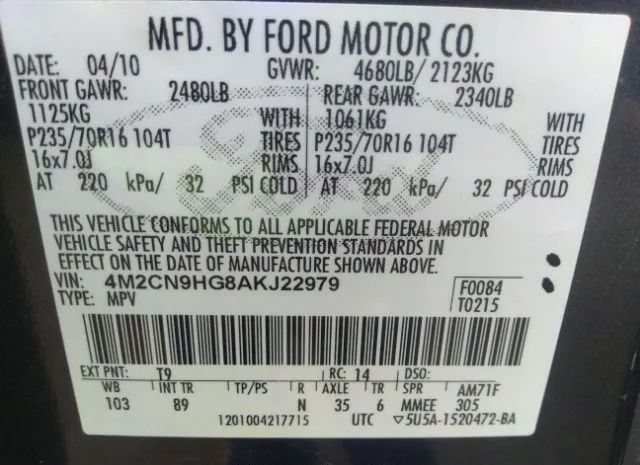 MFD. BY FORD MOTOR CO.
DATE: 04/10 GVWR: 4680LB/ 2123KG
FRONT GAWR: 2480LB REAR GAWR: 2340LB
1125KG WITH 1061KG WITH
P235/70R16 104T TIRES P235/70R16 104T TIRES
16x7.0J RIMS 16x7.0J RIMS
AT 220 kPa/ 32 PSI COLD AT 220 kPa/ 32 PSI COLD
THIS VEHICLE CONFORMS TO ALL APPLICABLE FEDERAL MOTOR
VEHICLE SAFETY AND THEFT PREVENTION STANDARDS IN
EFFECT ON THE DATE OF MANUFACTURE SHOWN ABOVE.
VIN: 4M2CN9HG8AKJ22979 F0084
TYPE: MPV T0215
EXT PNT: T9 RC: 14 DSO:
WB INT TR TP/PS R AXLE TR SPR AM71F
103 89 N 35 6 MMEE 305
1201004217715 UTC ▽5U5A-1520472-BA
Ford